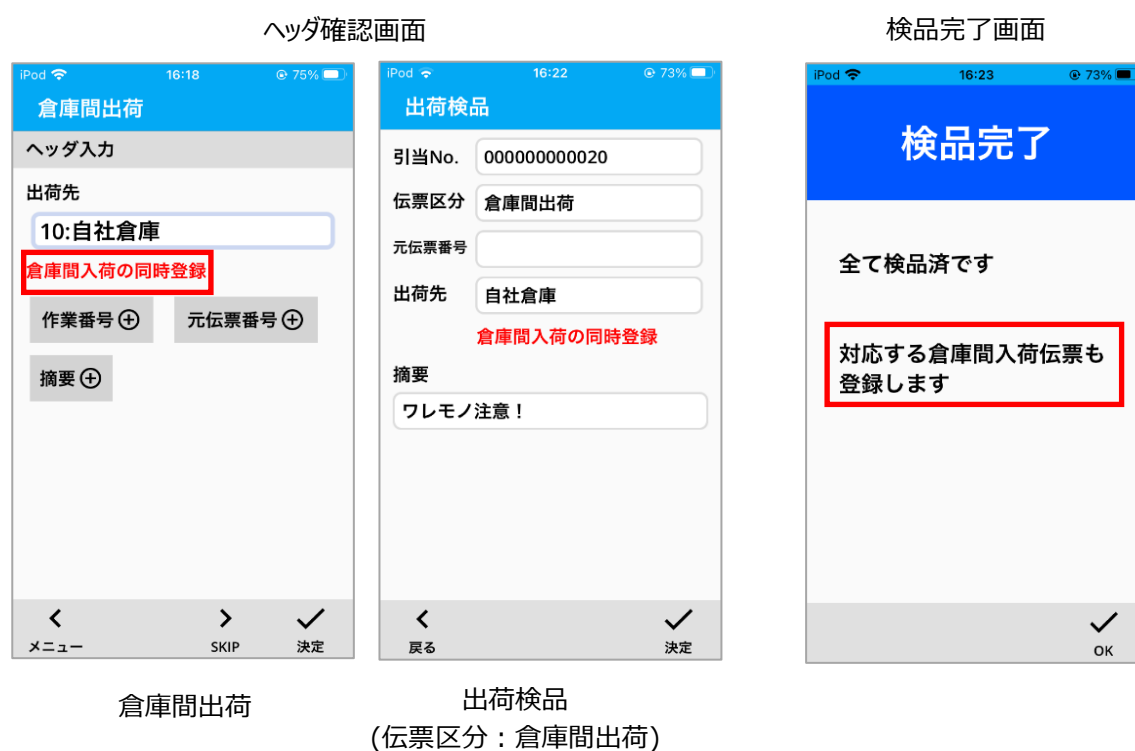 ヘッダ確認画面
検品完了画面
iPod 16:18 75%
倉庫間出荷
ヘッダ入力
出荷先
10:自社倉庫
倉庫間入荷の同時登録
作業番号 元伝票番号
摘要
メニュー SKIP 決定
倉庫間出荷
iPod 16:22 73%
出荷検品
引当No. 000000000020
伝票区分 倉庫間出荷
元伝票番号
出荷先 自社倉庫
倉庫間入荷の同時登録
摘要
ワレモノ注意！
戻る 決定
出荷検品
(伝票区分：倉庫間出荷)
iPod 16:23 73%
検品完了
全て検品済です
対応する倉庫間入荷伝票も
登録します
OK